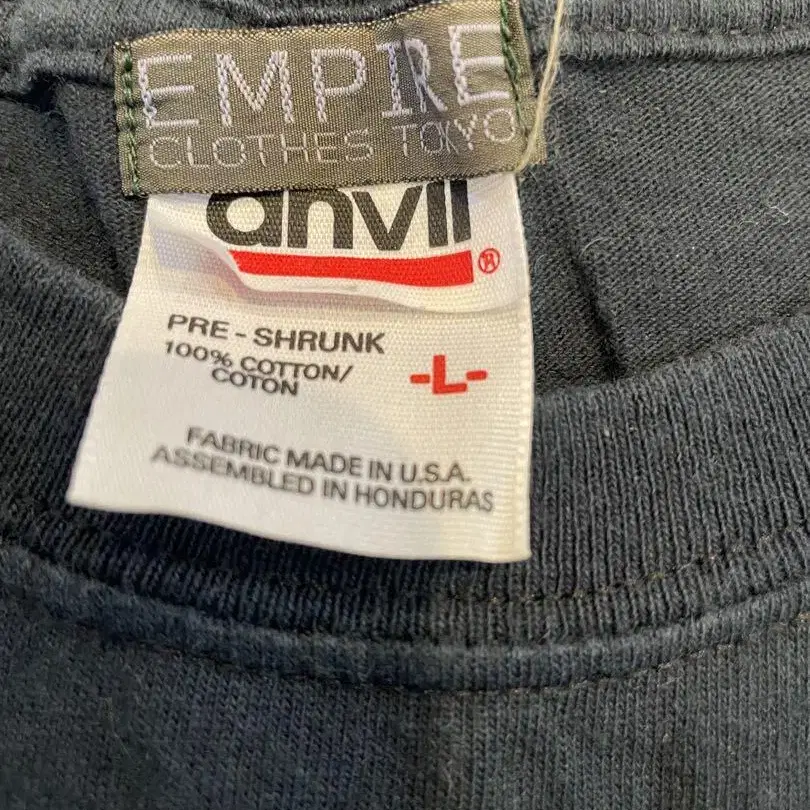 EMPIRE
CLOTHES TOKYO
anvil
®
PRE - SHRUNK
100% COTTON/
COTON
-L-
FABRIC MADE IN U.S.A.
ASSEMBLED IN HONDURAS